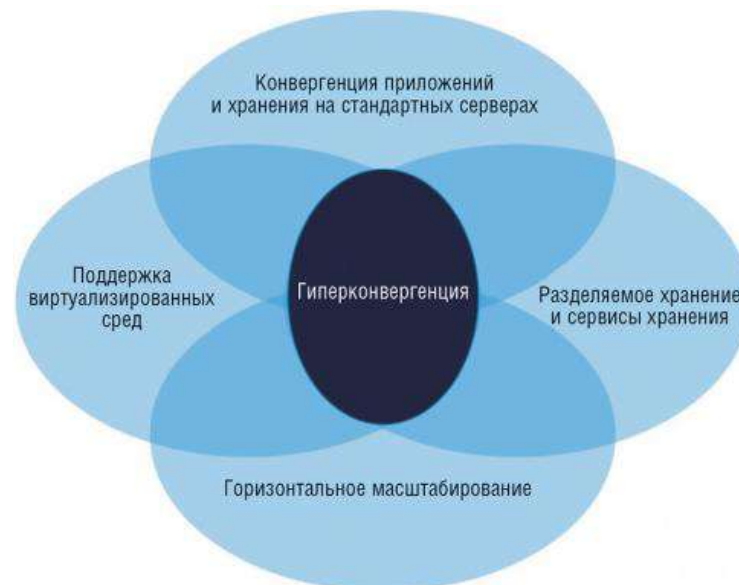 Конвергенция приложений
и хранения на стандартных серверах
Поддержка
виртуализированных
сред
Гиперконвергенция
Разделяемое хранение
и сервисы хранения
Горизонтальное масштабирование